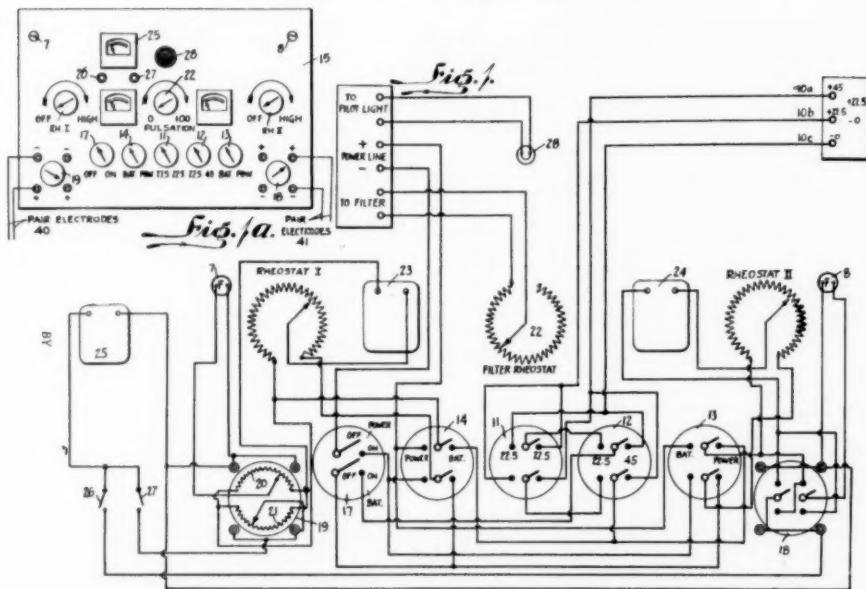 7
25
28
8
15
26
27
22
OFF HIGH
RH I
0 100
PULSATION
OFF HIGH
RH II
17
14
11
12
13
OFF ON
BAT. POW.
22.5 22.5
22.5 45
BAT. POW.
- -
19
+ +
+ +
18
- -
PAIR ELECTRODES
40
PAIR
ELECTRODES
41
Fig. 1a.
Fig. 1.
TO
PILOT LIGHT
+
POWER LINE
-
TO FILTER
28
10a
10b
10c
+45
+22.5
-0
+22.5
-0
7
RHEOSTAT I
23
22
FILTER RHEOSTAT
24
RHEOSTAT II
8
25
BY
OFF POWER
ON
OFF ON
BAT.
17
14
POWER
BAT.
11
22.5 22.5
12
22.5 45
13
BAT. POWER
20
21
19
26
27
18